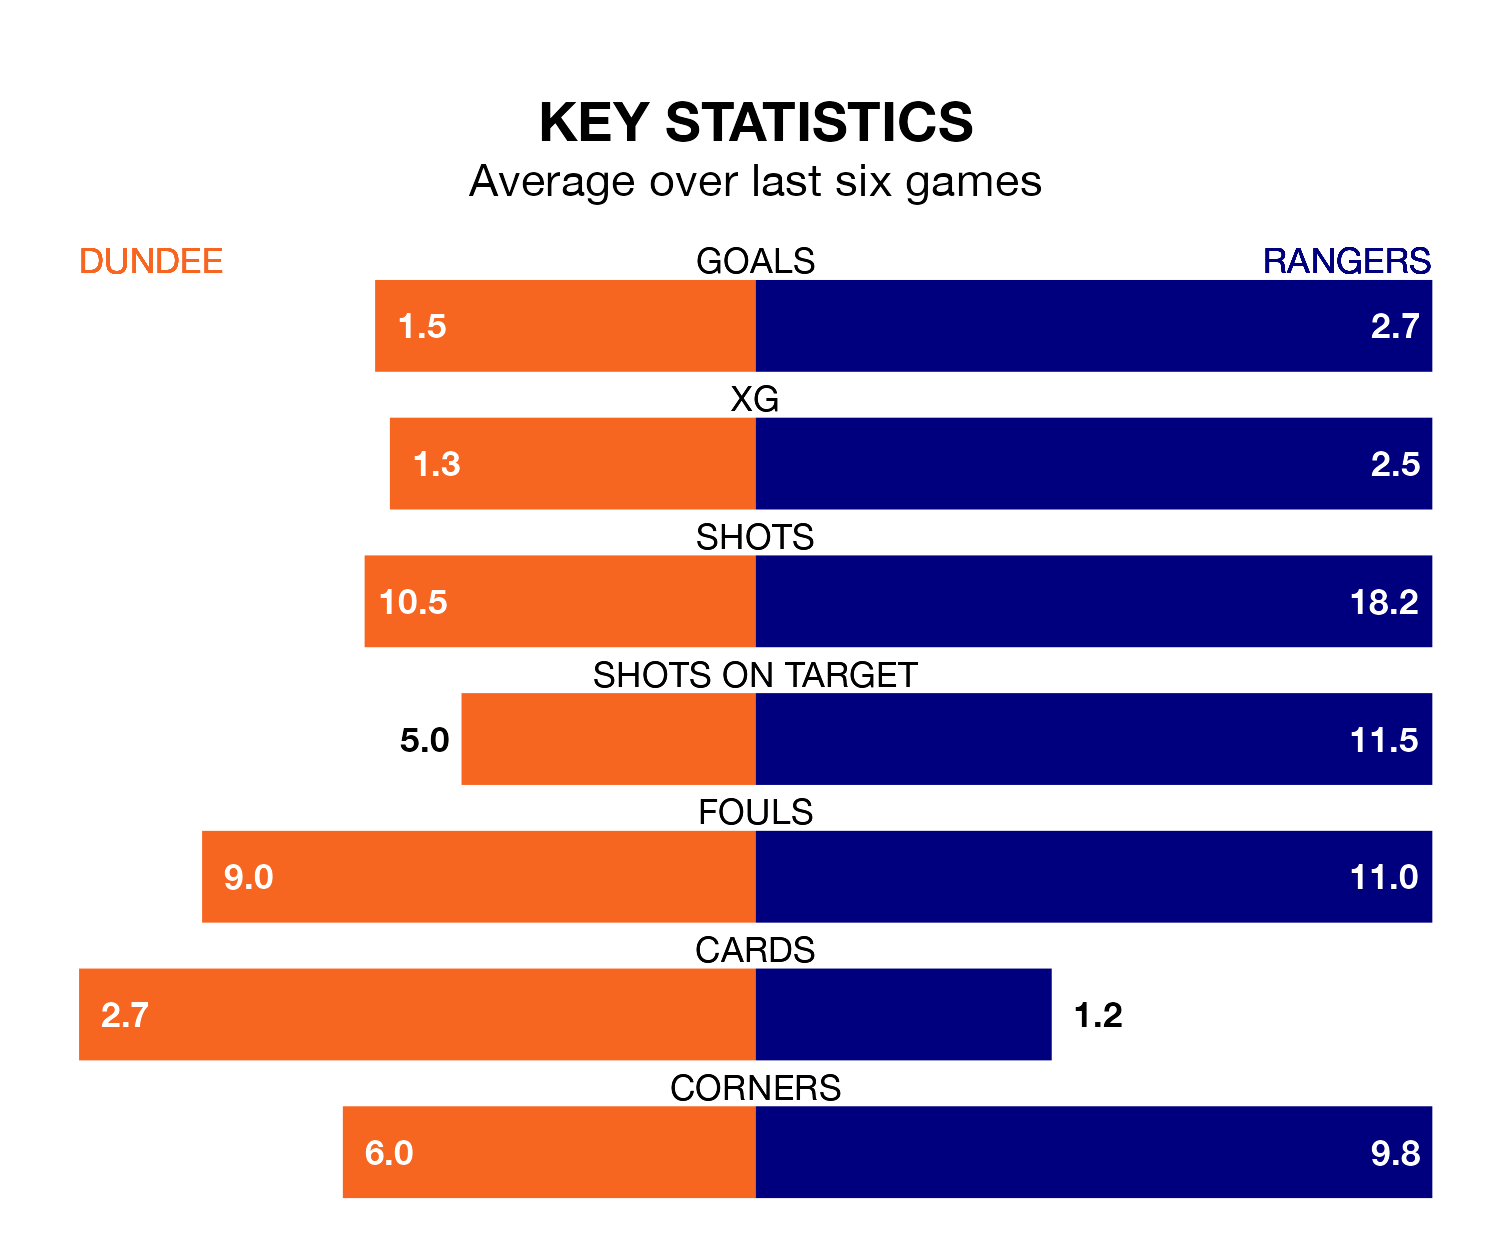 KEY STATISTICS
Average over last six games
DUNDEE GOALS RANGERS
1.5 2.7
XG
1.3 2.5
SHOTS
10.5 18.2
SHOTS ON TARGET
5.0 11.5
FOULS
9.0 11.0
CARDS
2.7 1.2
CORNERS
6.0 9.8